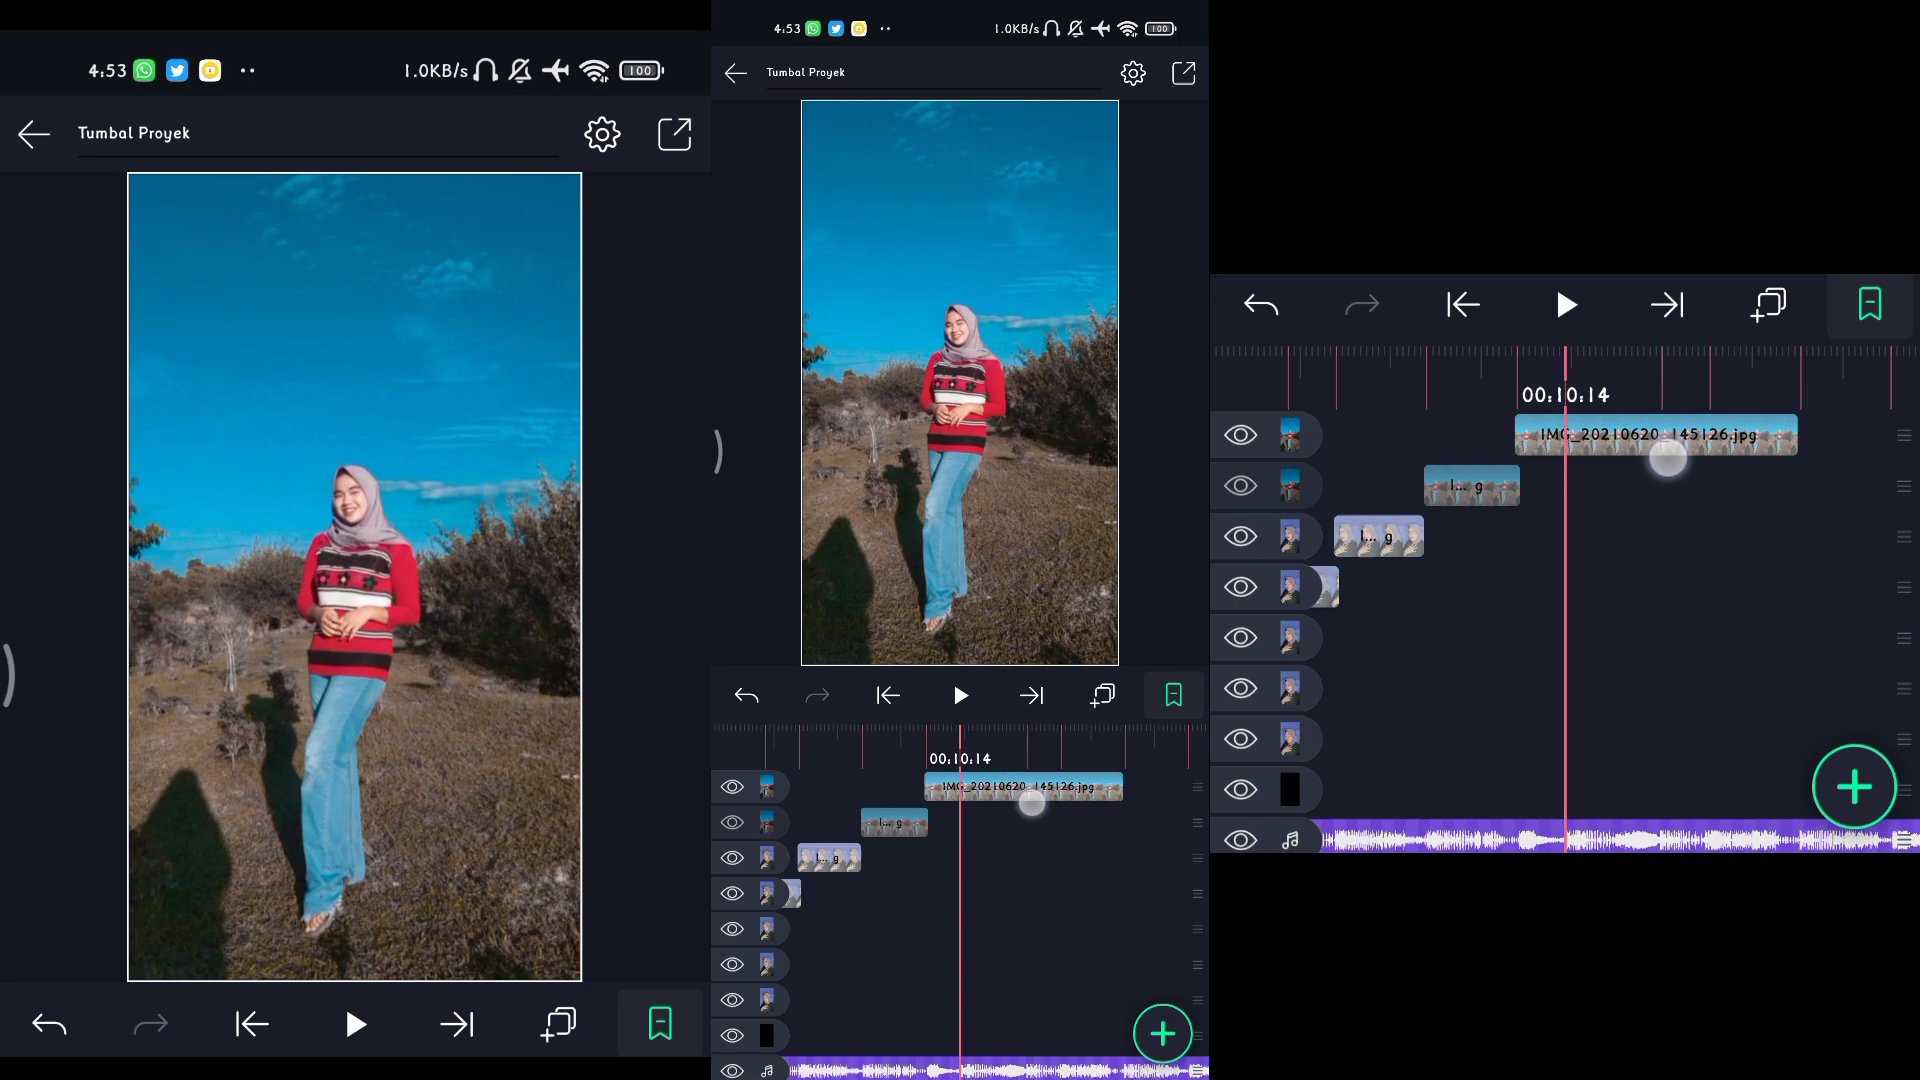 4:53
1.0KB/s
100
Tumbal Proyek
4:53
1.0KB/s
100
Tumbal Proyek
00:10:14
IMG_20210620_145126.jpg
I... g
I... g
00:10:14
IMG_20210620_145126.jpg
I... g
I... g